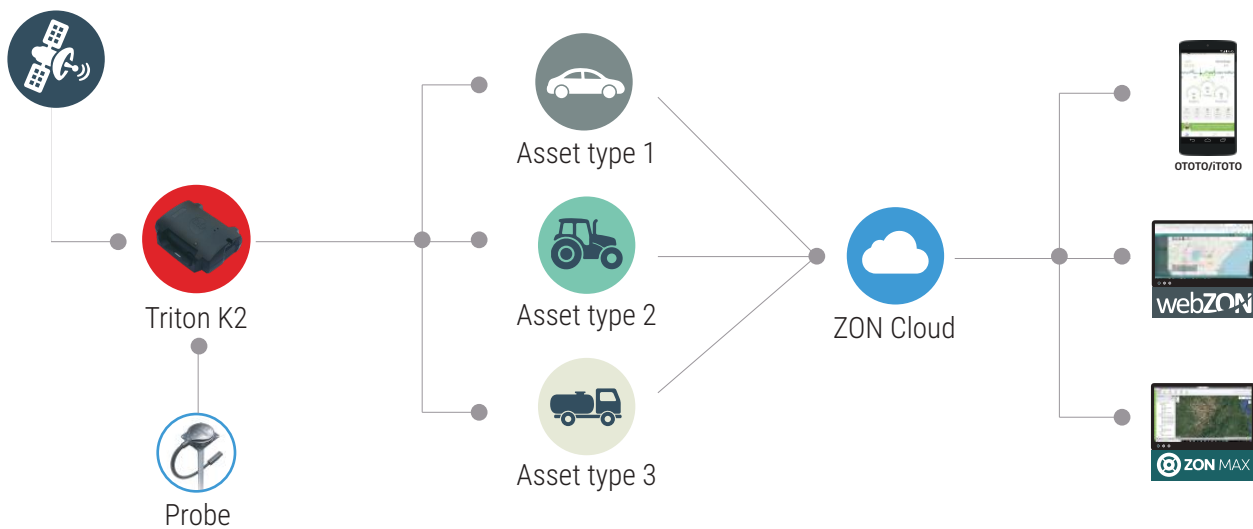 Asset type 1
OTOTO/iTOTO
Triton K2
Asset type 2
ZON Cloud
webZON
Asset type 3
ZON MAX
Probe